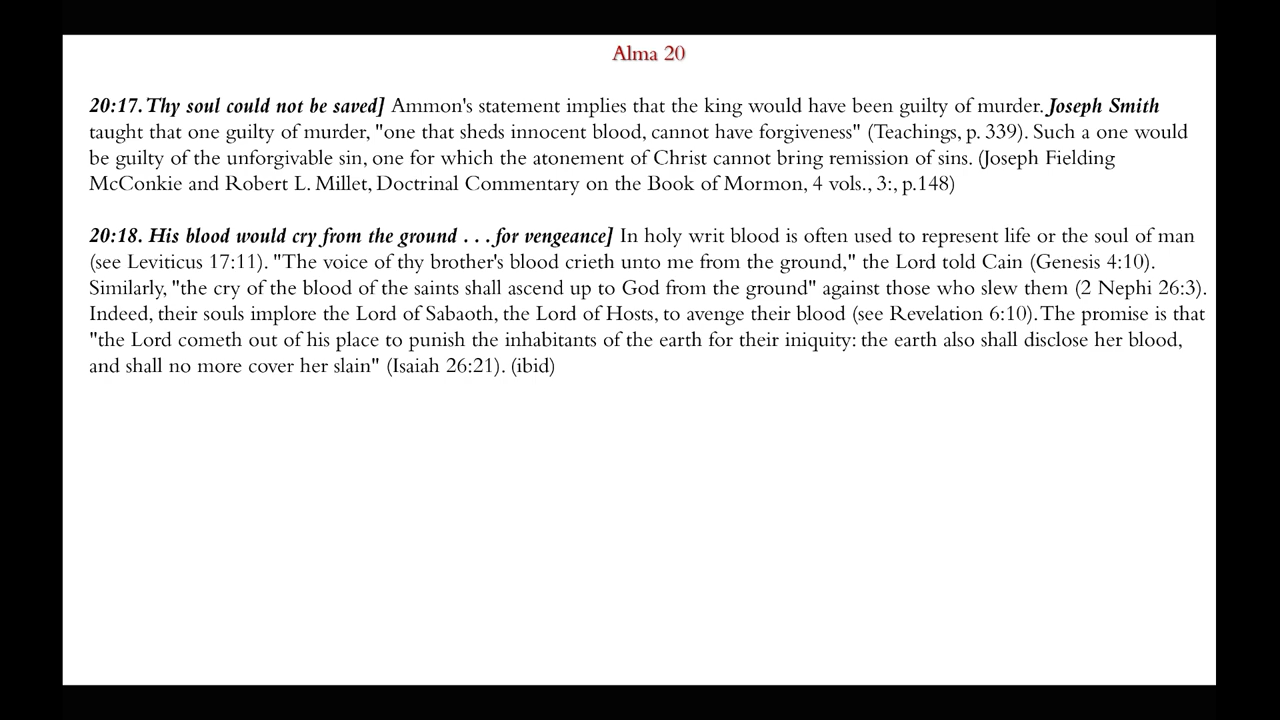 Alma 20
20:17. Thy soul could not be saved] Ammon's statement implies that the king would have been guilty of murder. Joseph Smith
taught that one guilty of murder, "one that sheds innocent blood, cannot have forgiveness" (Teachings, p. 339). Such a one would
be guilty of the unforgivable sin, one for which the atonement of Christ cannot bring remission of sins. (Joseph Fielding
McConkie and Robert L. Millet, Doctrinal Commentary on the Book of Mormon, 4 vols., 3:, p.148)
20:18. His blood would cry from the ground . . . for vengeance] In holy writ blood is often used to represent life or the soul of man
(see Leviticus 17:11). "The voice of thy brother's blood crieth unto me from the ground," the Lord told Cain (Genesis 4:10).
Similarly, "the cry of the blood of the saints shall ascend up to God from the ground" against those who slew them (2 Nephi 26:3).
Indeed, their souls implore the Lord of Sabaoth, the Lord of Hosts, to avenge their blood (see Revelation 6:10). The promise is that
"the Lord cometh out of his place to punish the inhabitants of the earth for their iniquity: the earth also shall disclose her blood,
and shall no more cover her slain" (Isaiah 26:21). (ibid)